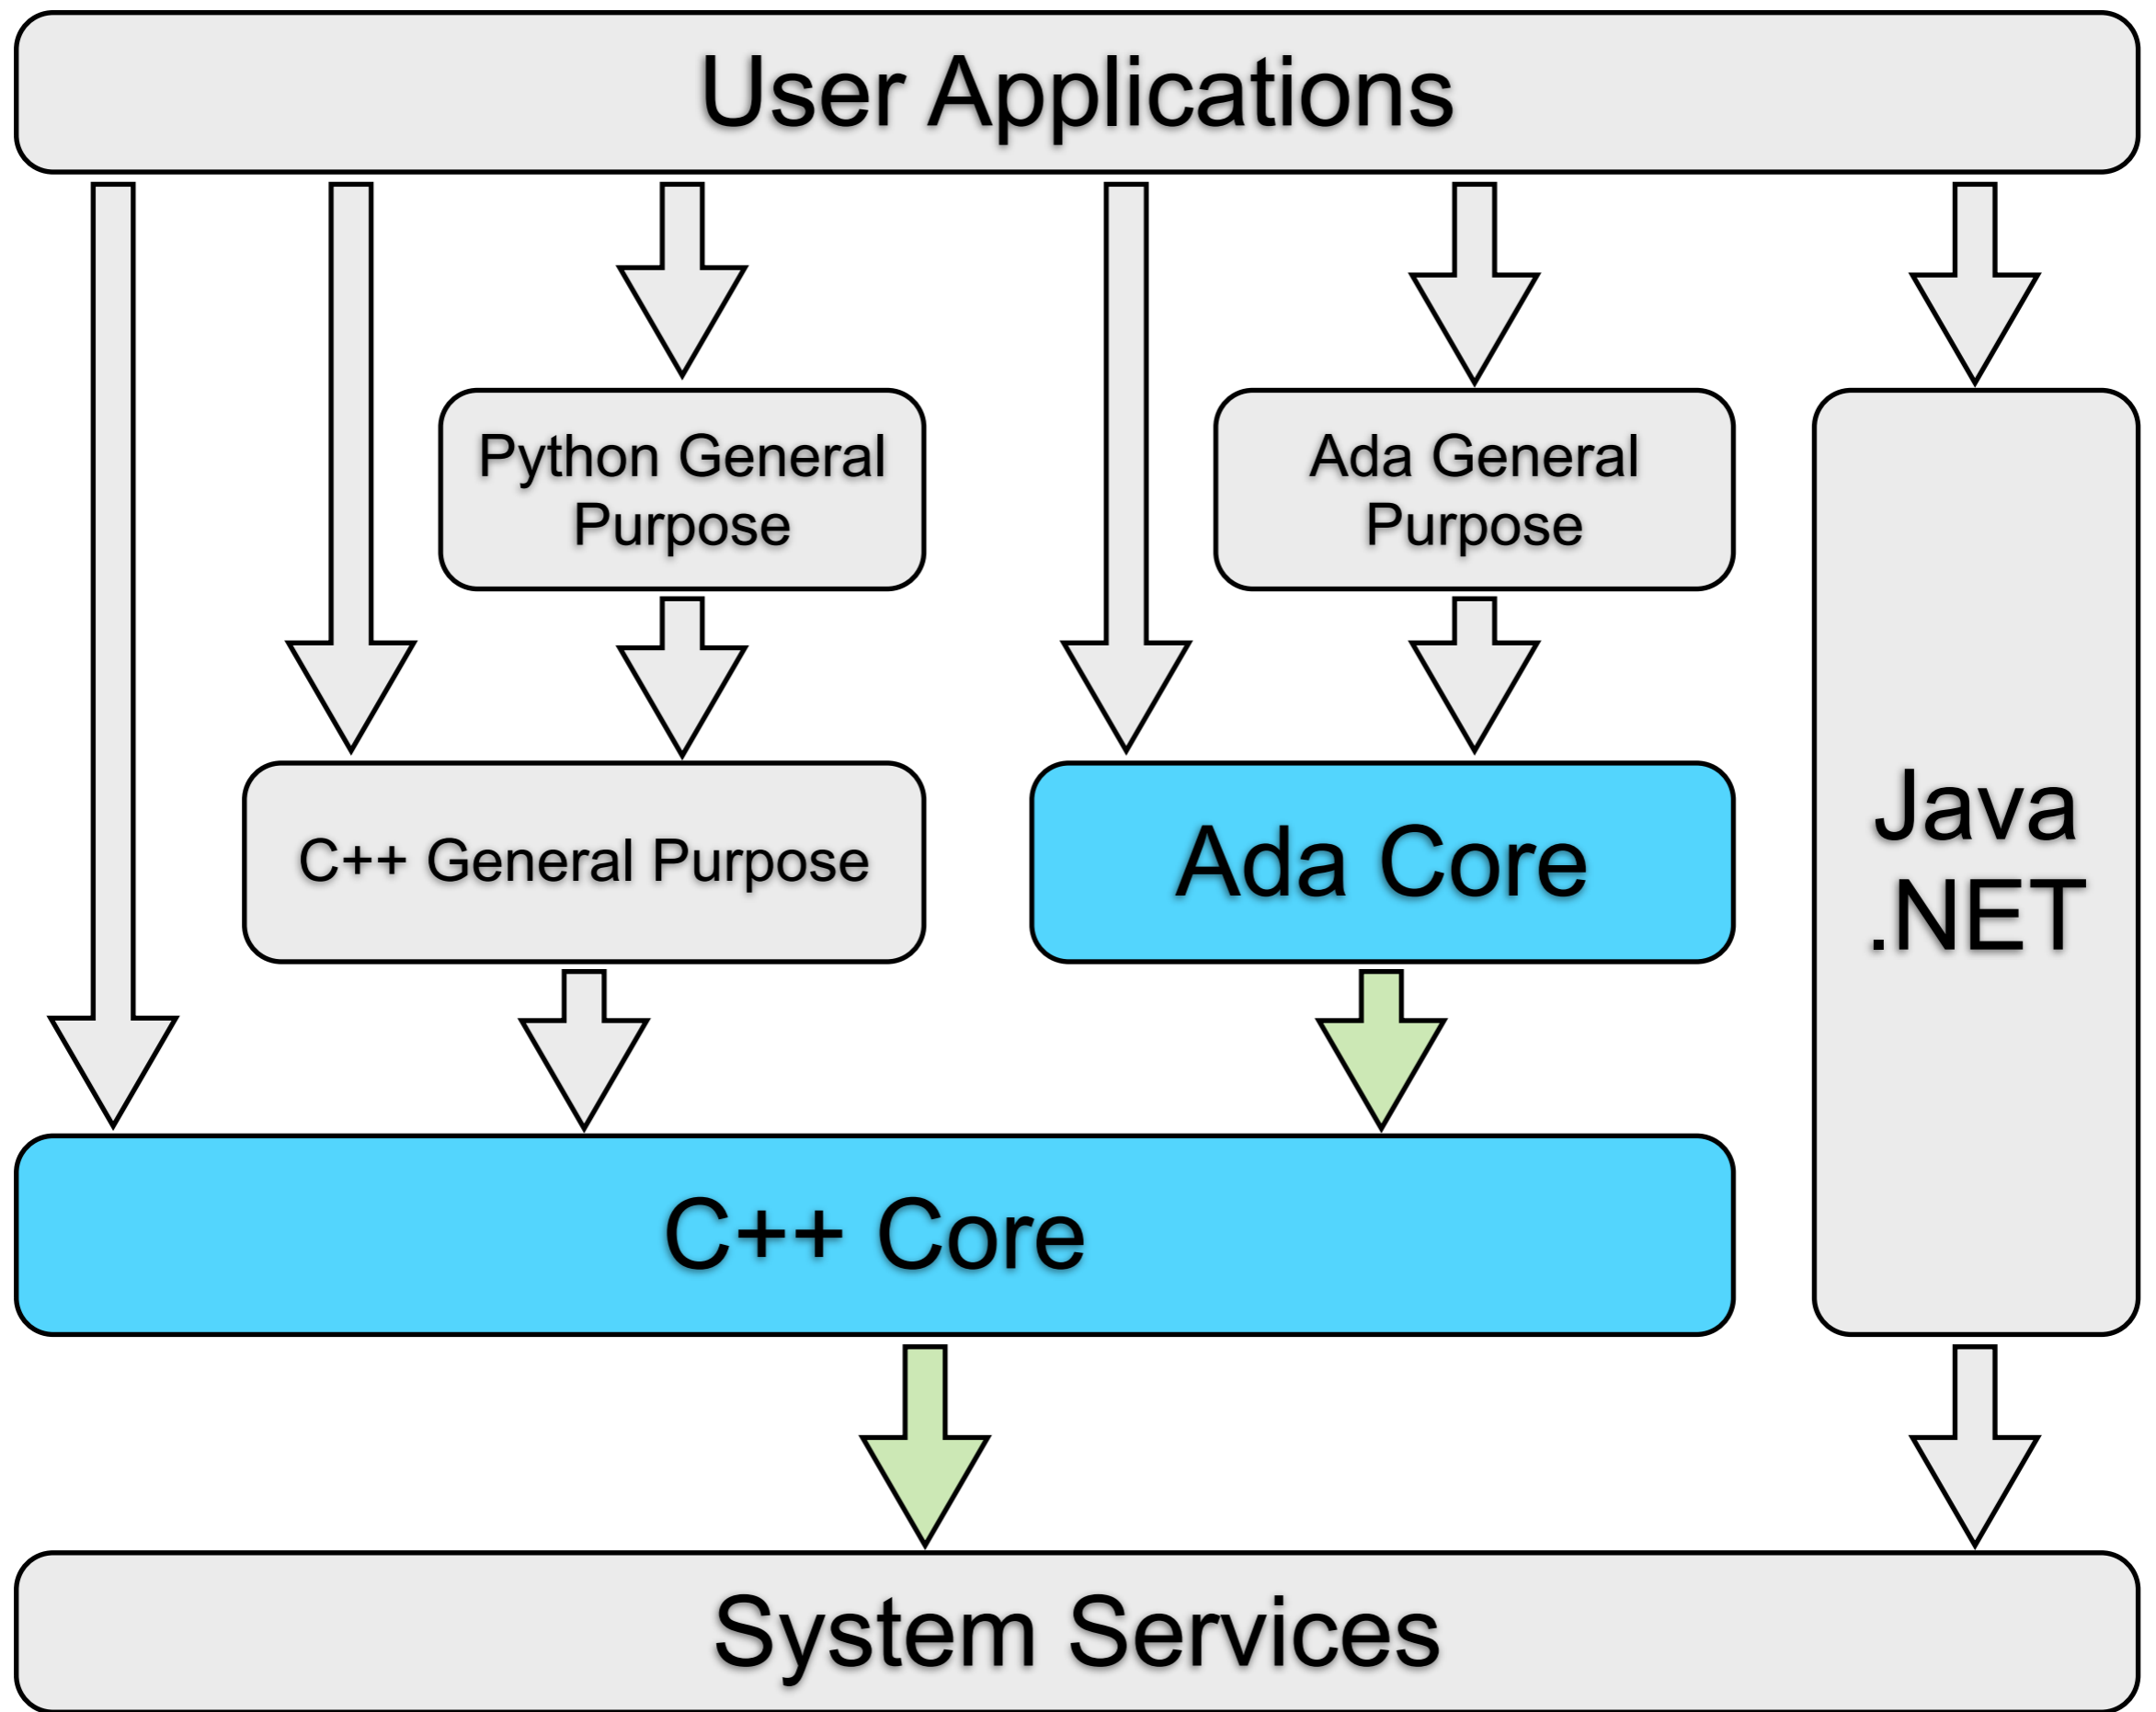 User Applications
Python General
Purpose
Ada General
Purpose
C++ General Purpose
Ada Core
Java
.NET
C++ Core
System Services